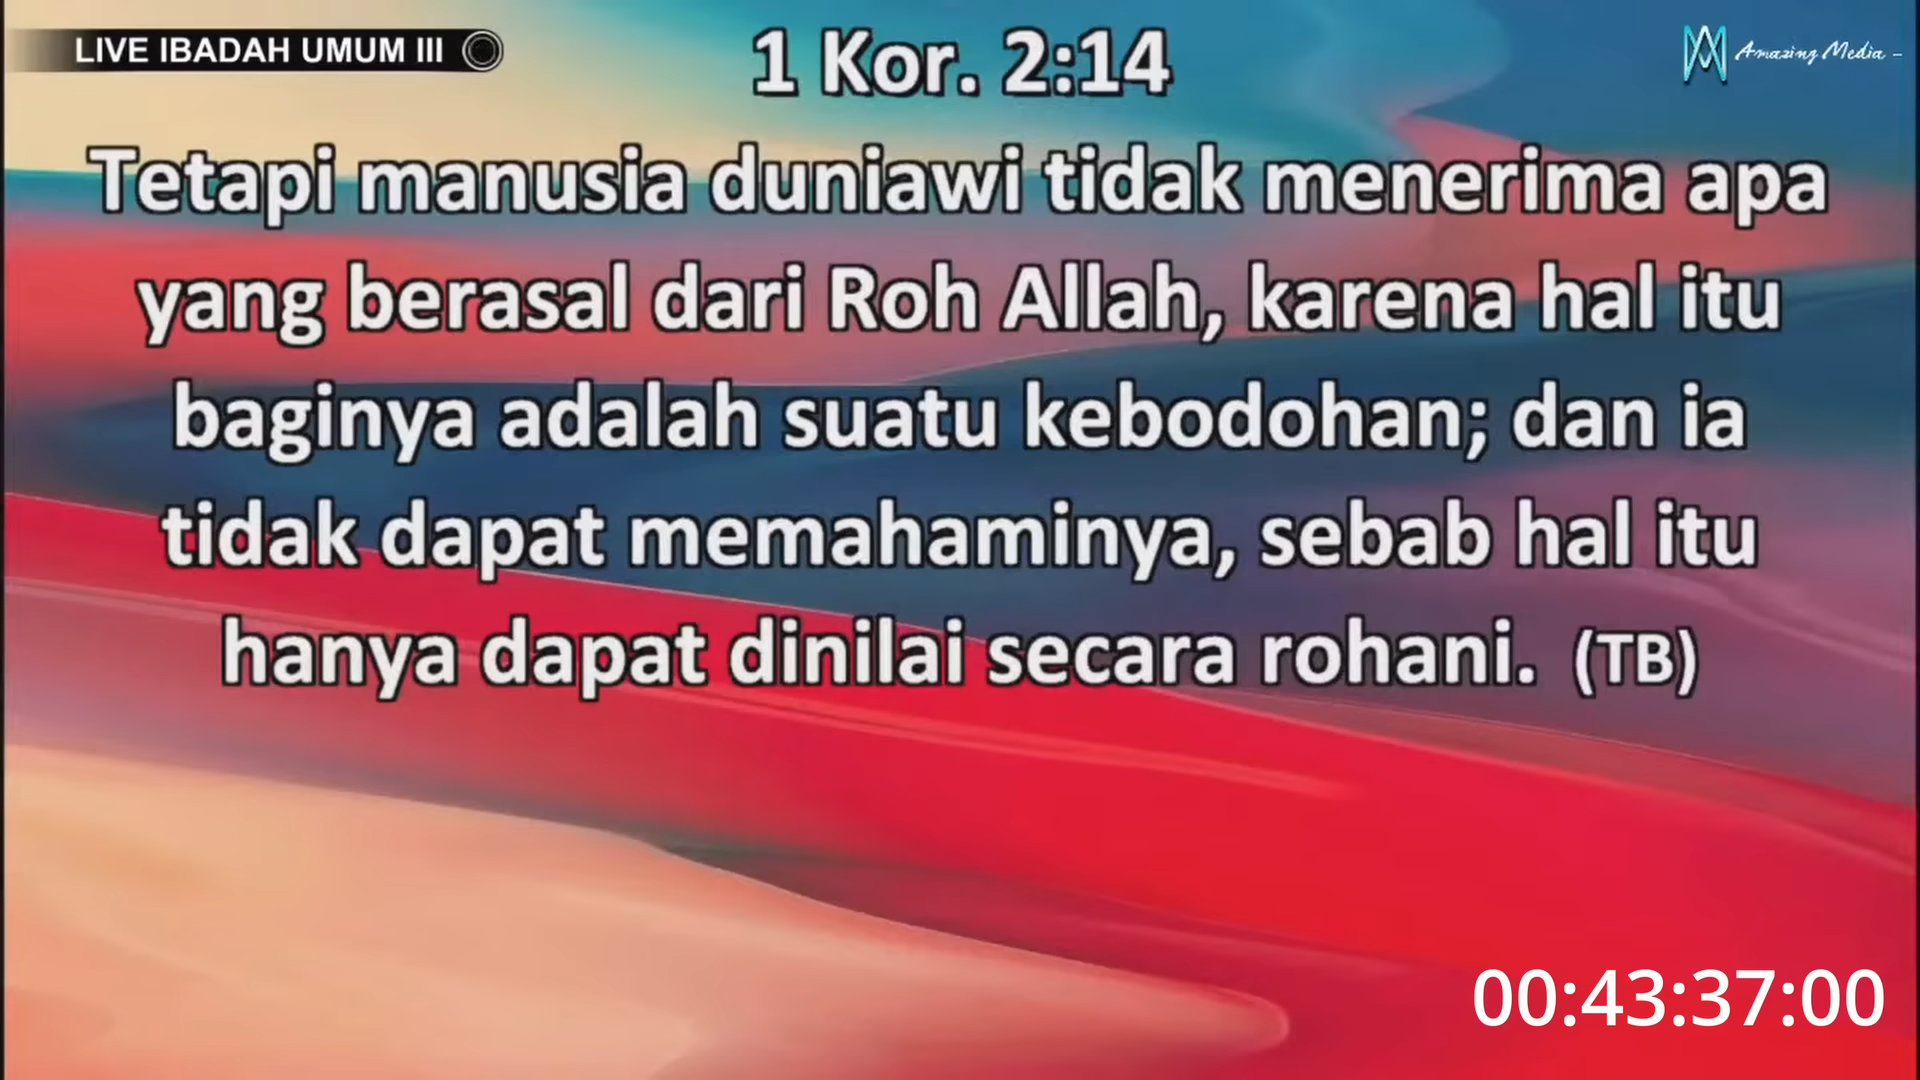 LIVE IBADAH UMUM III
1 Kor. 2:14
Amazing Media -
Tetapi manusia duniawi tidak menerima apa
yang berasal dari Roh Allah, karena hal itu
baginya adalah suatu kebodohan; dan ia
tidak dapat memahaminya, sebab hal itu
hanya dapat dinilai secara rohani. (TB)
00:43:37:00